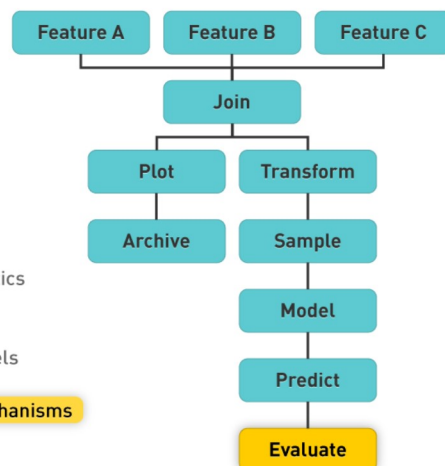 Feature A
Feature B
Feature C
Join
Plot
Transform
Archive
Sample
ics
Model
els
Predict
hanisms
Evaluate